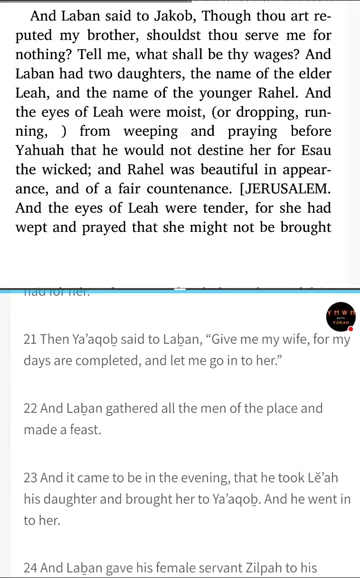 And Laban said to Jakob, Though thou art re-
puted my brother, shouldst thou serve me for
nothing? Tell me, what shall be thy wages? And
Laban had two daughters, the name of the elder
Leah, and the name of the younger Rahel. And
the eyes of Leah were moist, (or dropping, run-
ning, ) from weeping and praying before
Yahuah that he would not destine her for Esau
the wicked; and Rahel was beautiful in appear-
ance, and of a fair countenance. [JERUSALEM.
And the eyes of Leah were tender, for she had
wept and prayed that she might not be brought
had for her.
Y H W H
TORAH
21 Then Ya’aqoḇ said to Laḇan, “Give me my wife, for my
days are completed, and let me go in to her.”
22 And Laḇan gathered all the men of the place and
made a feast.
23 And it came to be in the evening, that he took Lĕ’ah
his daughter and brought her to Ya’aqoḇ. And he went in
to her.
24 And Laḇan gave his female servant Zilpah to his